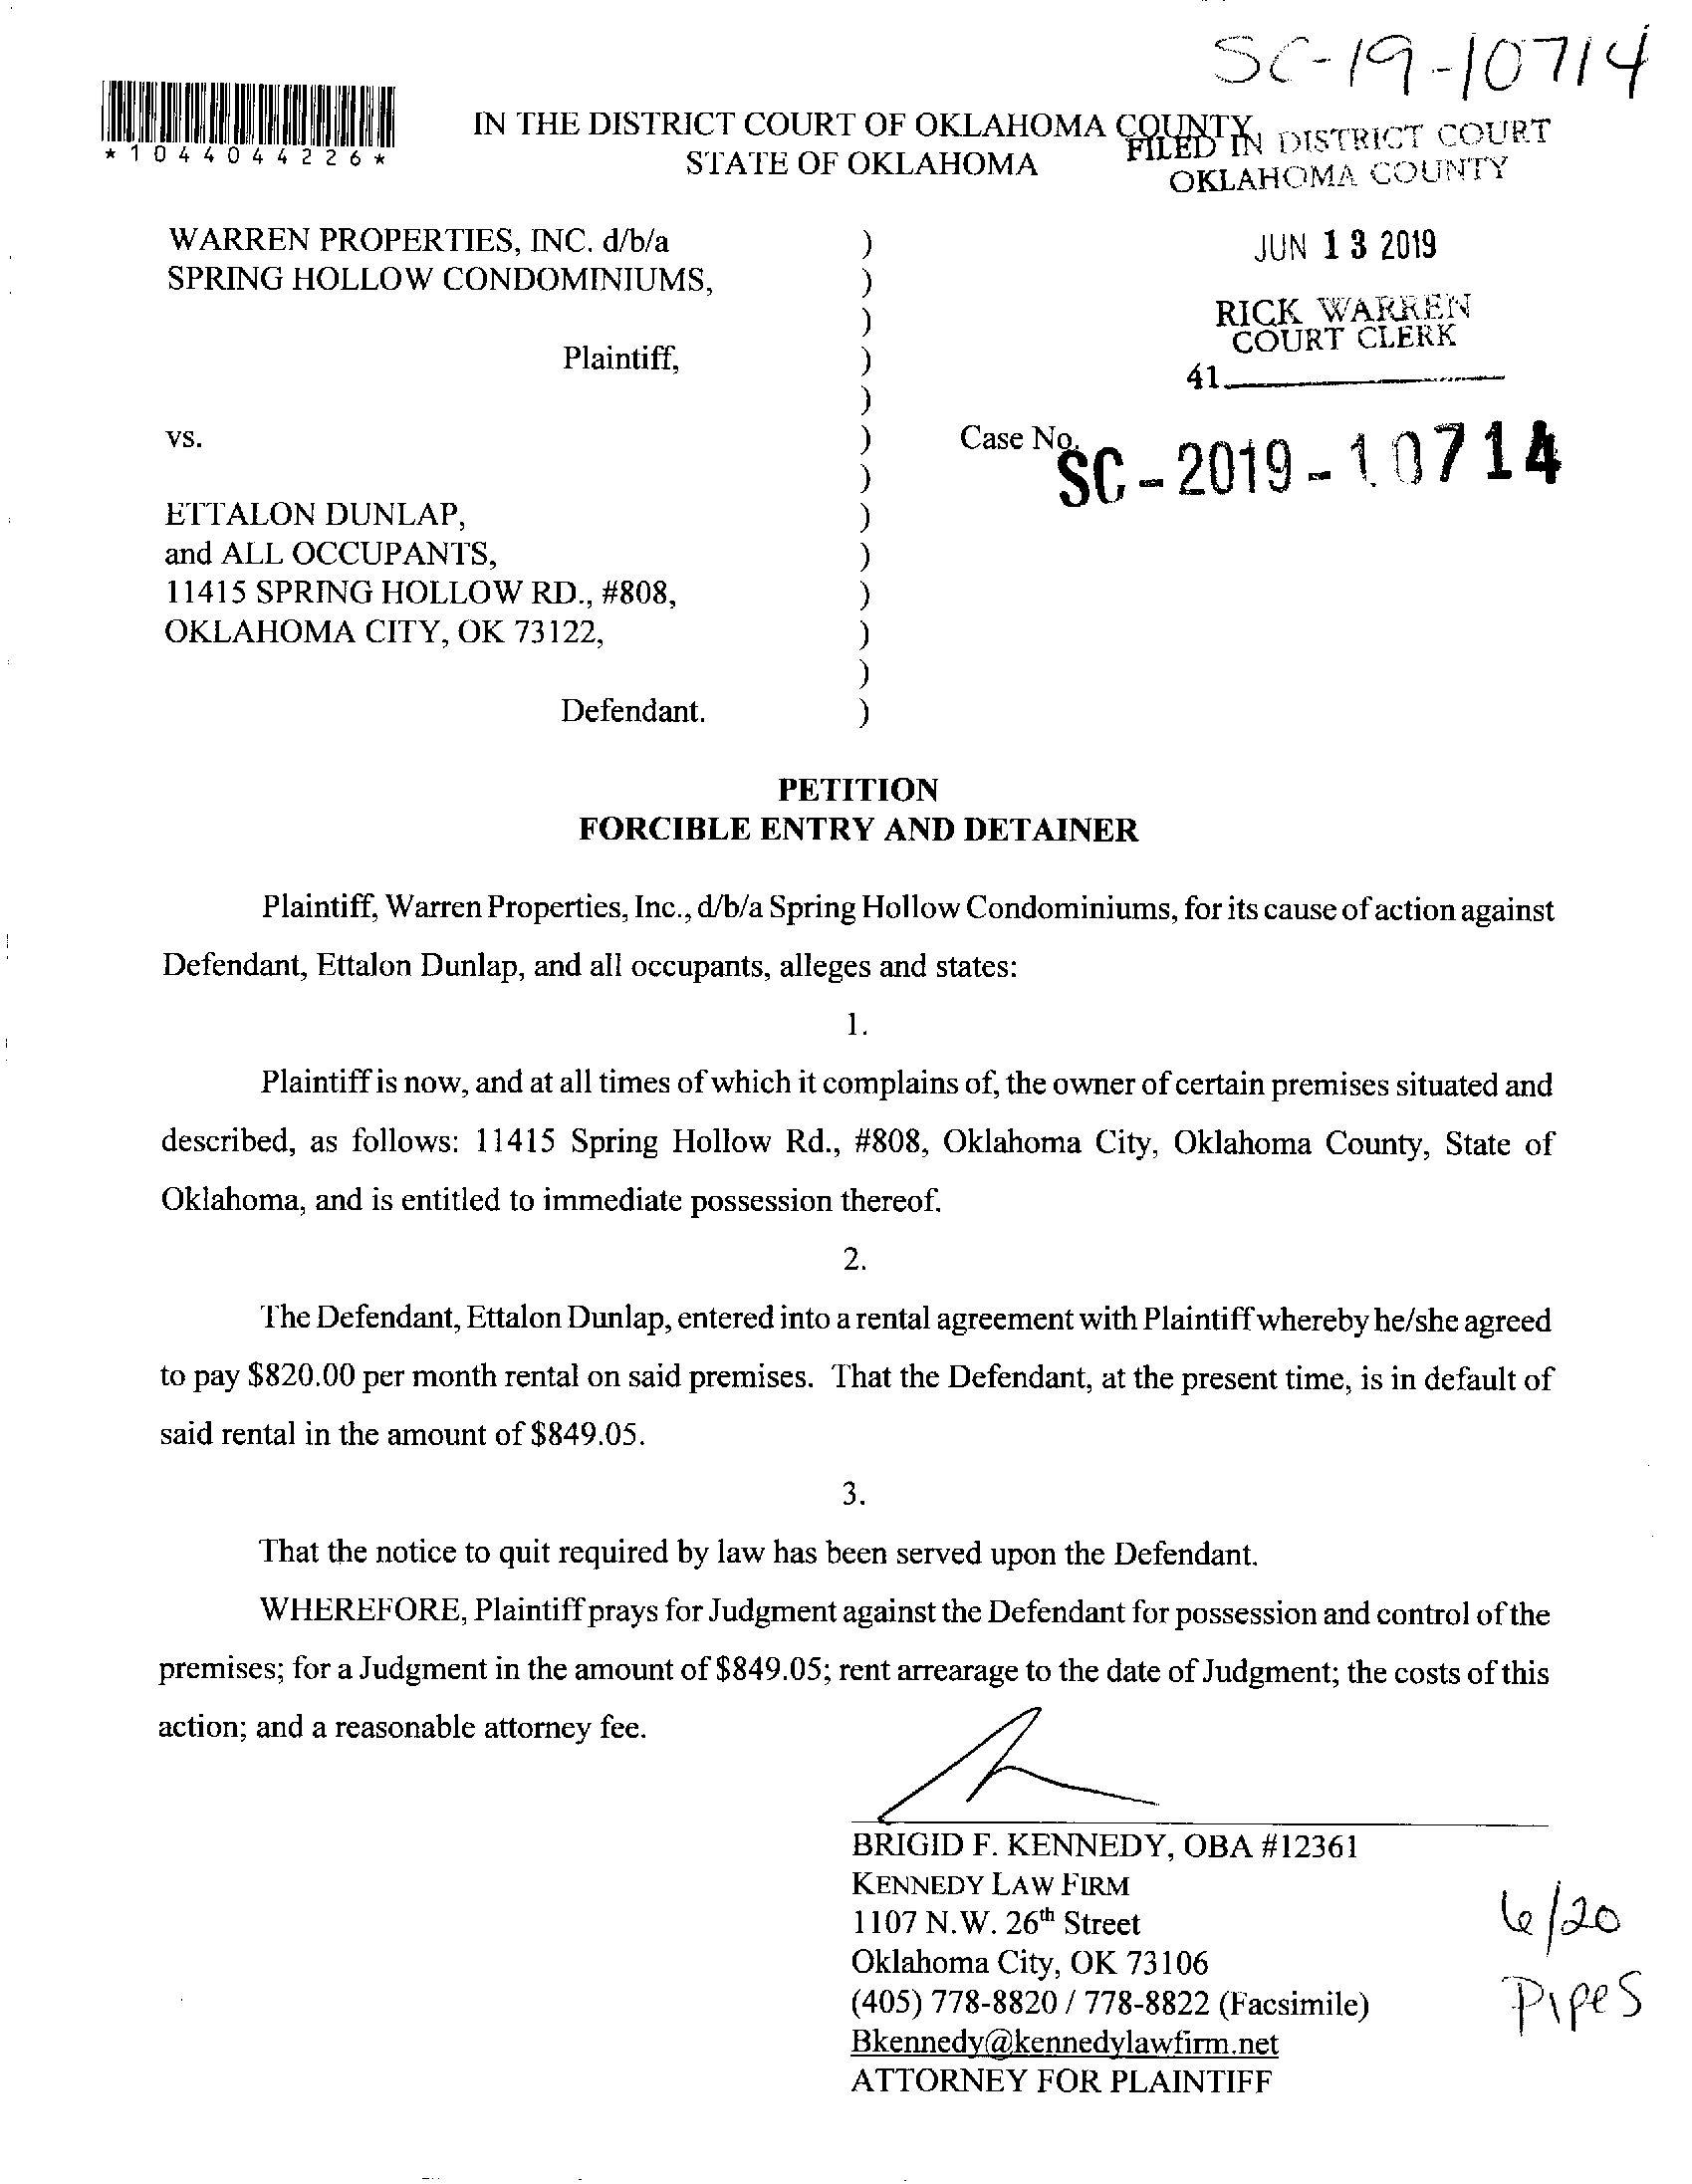 SC-19-10714
*1044044226*
IN THE DISTRICT COURT OF OKLAHOMA COUNTY
STATE OF OKLAHOMA
FILED IN DISTRICT COURT
OKLAHOMA COUNTY
JUN 13 2019
RICK WARREN
COURT CLERK
41
WARREN PROPERTIES, INC. d/b/a )
SPRING HOLLOW CONDOMINIUMS, )
)
Plaintiff, )
)
vs. ) Case No. SC-2019-10714
)
ETTALON DUNLAP, )
and ALL OCCUPANTS, )
11415 SPRING HOLLOW RD., #808, )
OKLAHOMA CITY, OK 73122, )
)
Defendant. )
PETITION
FORCIBLE ENTRY AND DETAINER
Plaintiff, Warren Properties, Inc., d/b/a Spring Hollow Condominiums, for its cause of action against
Defendant, Ettalon Dunlap, and all occupants, alleges and states:
1.
Plaintiff is now, and at all times of which it complains of, the owner of certain premises situated and
described, as follows: 11415 Spring Hollow Rd., #808, Oklahoma City, Oklahoma County, State of
Oklahoma, and is entitled to immediate possession thereof.
2.
The Defendant, Ettalon Dunlap, entered into a rental agreement with Plaintiff whereby he/she agreed
to pay $820.00 per month rental on said premises. That the Defendant, at the present time, is in default of
said rental in the amount of $849.05.
3.
That the notice to quit required by law has been served upon the Defendant.
WHEREFORE, Plaintiff prays for Judgment against the Defendant for possession and control of the
premises; for a Judgment in the amount of $849.05; rent arrearage to the date of Judgment; the costs of this
action; and a reasonable attorney fee.
BRIGID F. KENNEDY, OBA #12361
KENNEDY LAW FIRM
1107 N.W. 26th Street
Oklahoma City, OK 73106
(405) 778-8820 / 778-8822 (Facsimile)
Bkennedy@kennedylawfirm.net
ATTORNEY FOR PLAINTIFF
6/20
Pipes